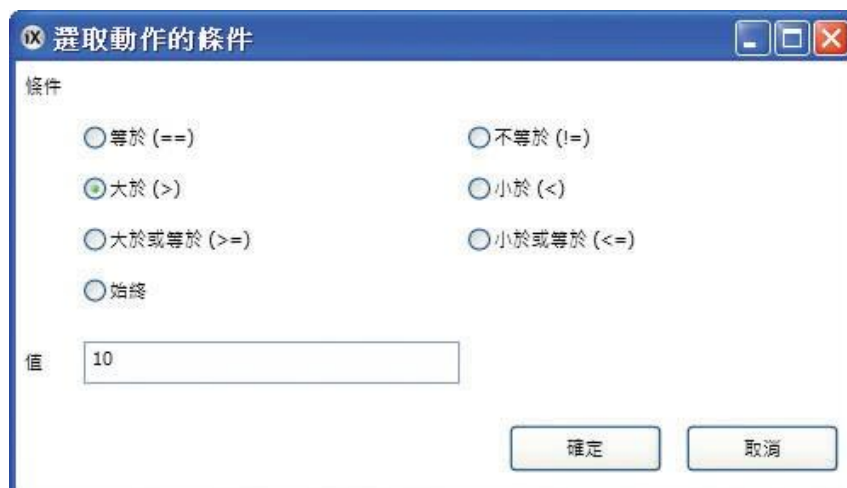 iX 選取動作的條件
條件
等於 (==) 不等於 (!=)
大於 (>) 小於 (<)
大於或等於 (>=) 小於或等於 (<=)
始終
值 10
確定 取消